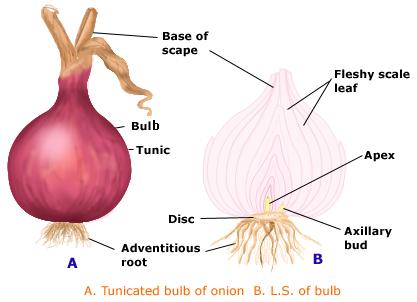 Base of
scape
Fleshy scale
leaf
Bulb
Tunic
Apex
Disc
Axillary
bud
Adventitious
root
A
B
A. Tunicated bulb of onion B. L.S. of bulb